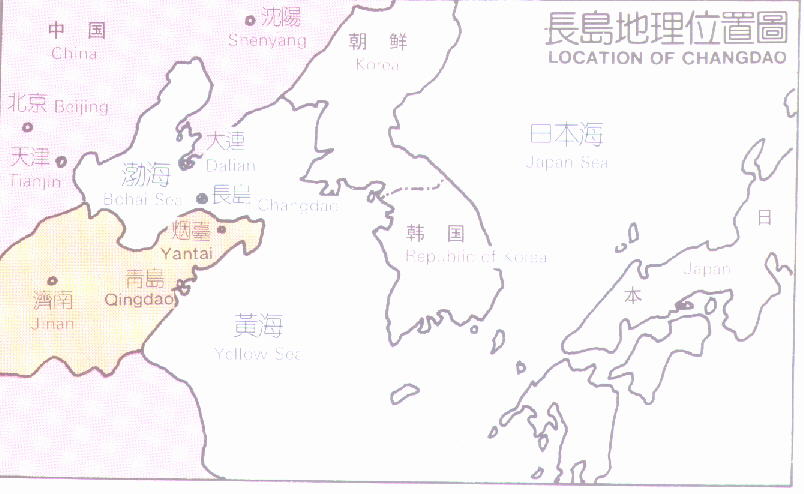 長島地理位置圖
LOCATION OF CHANGDAO
中国
China
沈陽
Shenyang
朝鲜
Korea
北京 Beijing
天津
Tianjin
大連
Dalian
渤海
Bohai Sea
長島 Changdao
日本海
Japan Sea
烟臺
Yantai
韩国
Republic of Korea
日
本
Japan
靑島
Qingdao
濟南
Jinan
黃海
Yellow Sea